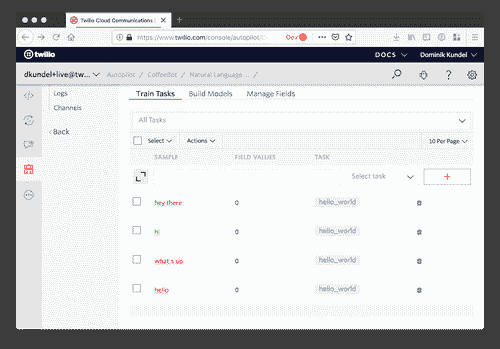 Twilio Cloud Communications |
https://www.twilio.com/console/autopilot/
Dev
twilio
DOCS
Dominik Kundel
dkundel+live@tw...
Autopilot / CoffeeBot / Natural Language ... /
Logs
Channels
Back
Train Tasks Build Models Manage Fields
All Tasks
Select Actions 10 Per Page
SAMPLE FIELD VALUES TASK
Select task +
hey there 0 hello_world
hi 0 hello_world
what's up 0 hello_world
hello 0 hello_world